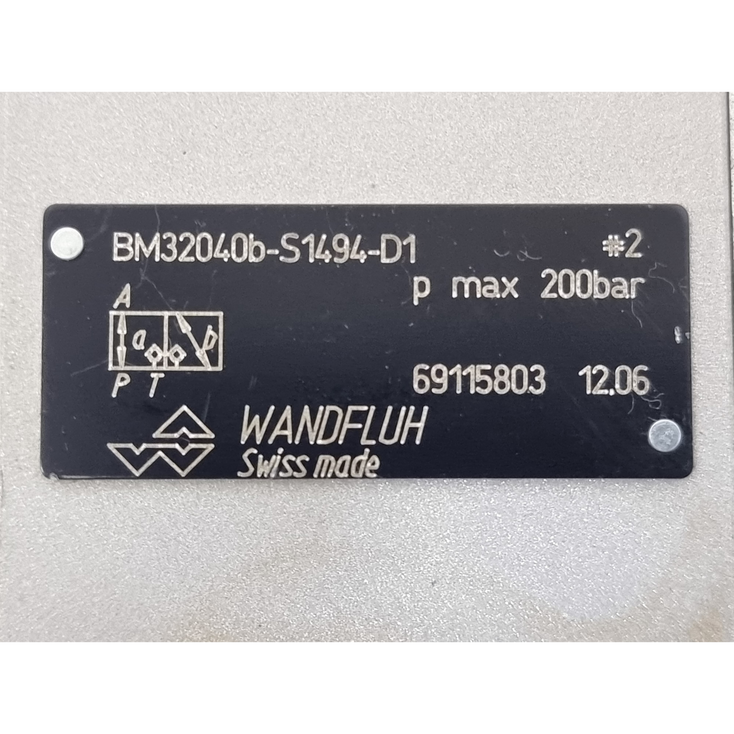 BM32040b-S1494-D1 #2
p max 200bar
A
a b
P T
69115803 12.06
WANDFLUH
Swiss made